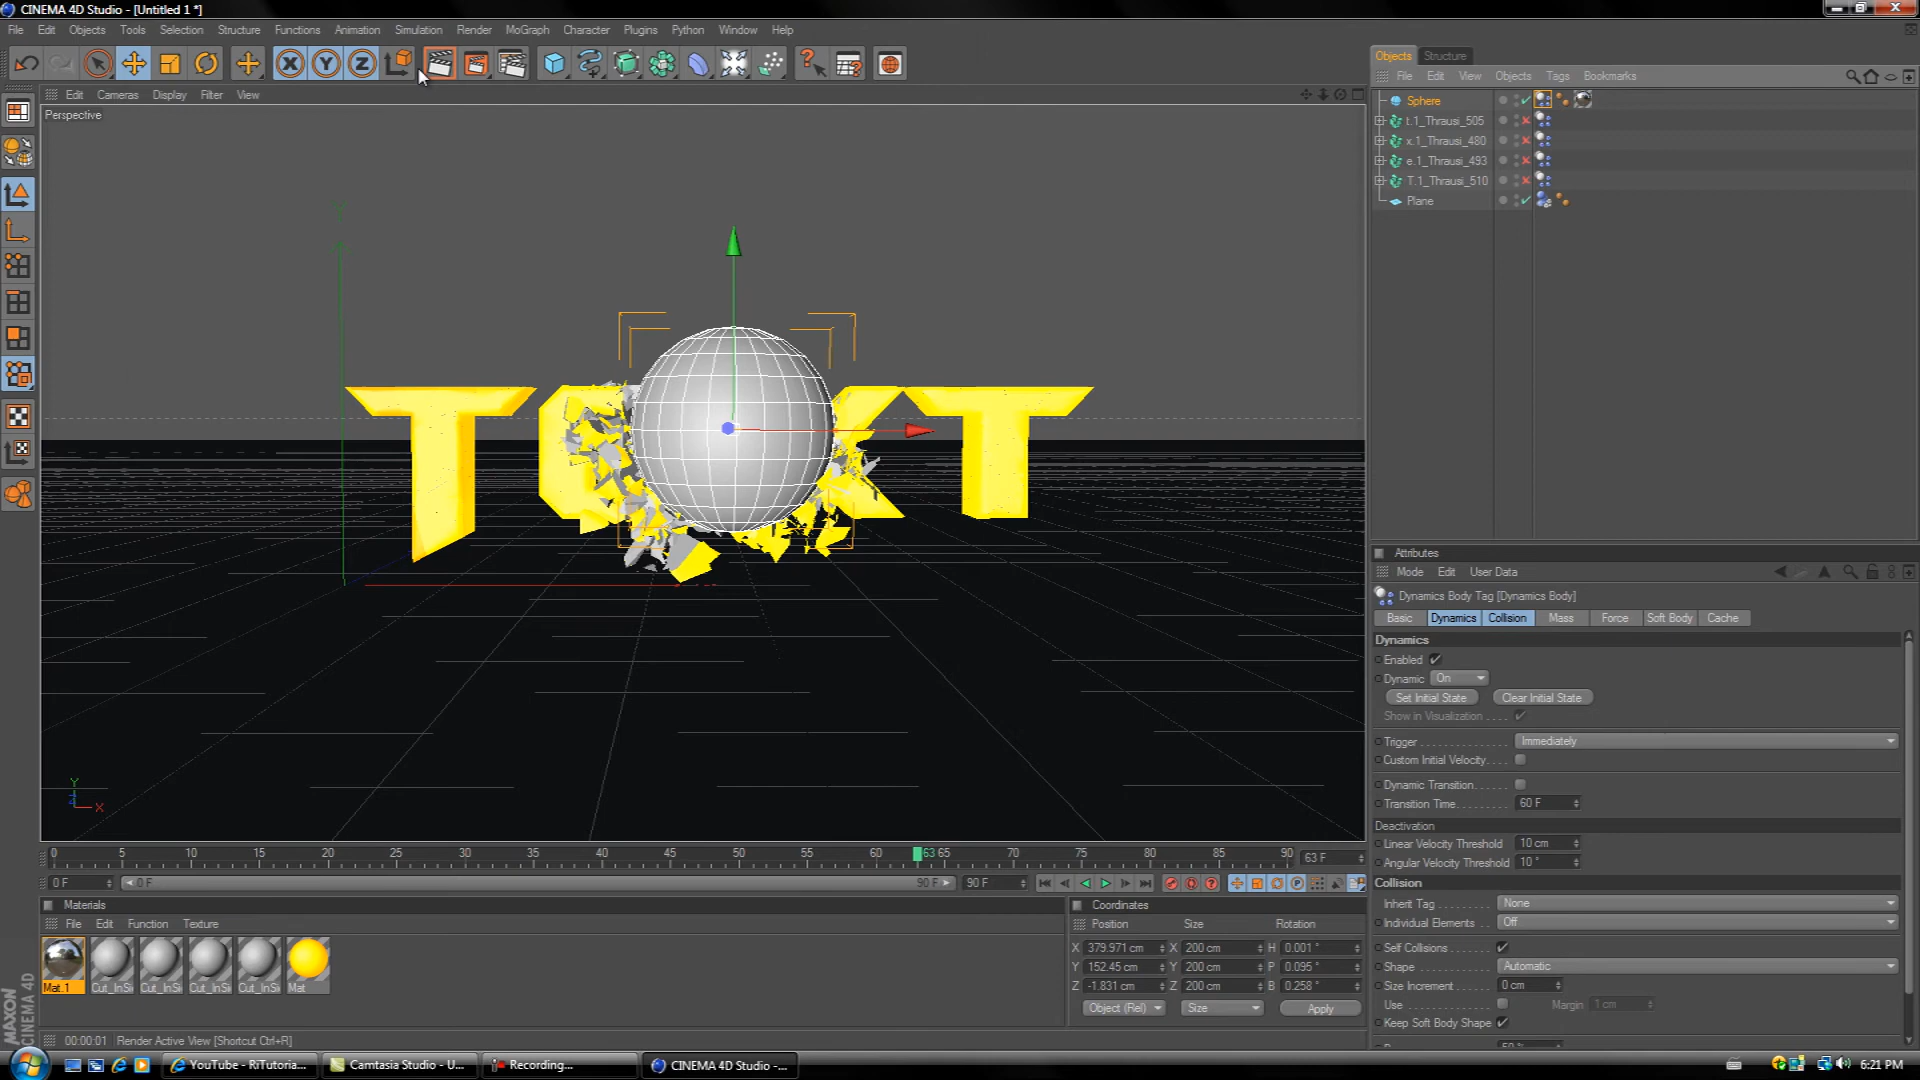 CINEMA 4D Studio - [Untitled 1 *]
File Edit Objects Tools Selection Structure Functions Animation Simulation Render MoGraph Character Plugins Python Window Help
Objects Structure
File Edit View Objects Tags Bookmarks
Edit Cameras Display Filter View
Perspective
Sphere
t.1_Thrausi_505
x.1_Thrausi_480
e.1_Thrausi_493
T.1_Thrausi_510
Plane
Attributes
Mode Edit User Data
Dynamics Body Tag [Dynamics Body]
Basic Dynamics Collision Mass Force Soft Body Cache
Dynamics
Enabled
Dynamic On
Set Initial State Clear Initial State
Show in Visualization
Trigger Immediately
Custom Initial Velocity
Dynamic Transition
Transition Time 60 F
Deactivation
Linear Velocity Threshold 10 cm
Angular Velocity Threshold 10 °
Collision
Inherit Tag None
Individual Elements Off
Self Collisions
Shape Automatic
Size Increment 0 cm
Use Margin 1 cm
Keep Soft Body Shape
0 5 10 15 20 25 30 35 40 45 50 55 60 63 65 70 75 80 85 90 63 F
0 F 0 F 90 F 90 F
Materials
File Edit Function Texture
Mat.1 Cut_InSi Cut_InSi Cut_InSi Cut_InSi Mat
Coordinates
Position Size Rotation
X 379.971 cm X 200 cm H 0.001 °
Y 152.45 cm Y 200 cm P 0.095 °
Z -1.831 cm Z 200 cm B 0.258 °
Object (Rel) Size Apply
MAXON
CINEMA 4D
00:00:01 Render Active View [Shortcut Ctrl+R]
YouTube - RiTutoria... Camtasia Studio - U... Recording... CINEMA 4D Studio -... 6:21 PM